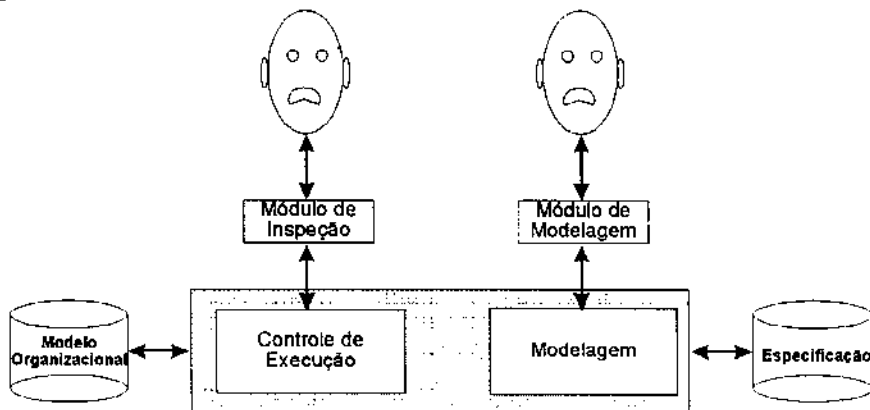 Módulo de
Inspeção
Módulo de
Modelagem
Modelo
Organizacional
Controle de
Execução
Modelagem
Especificação